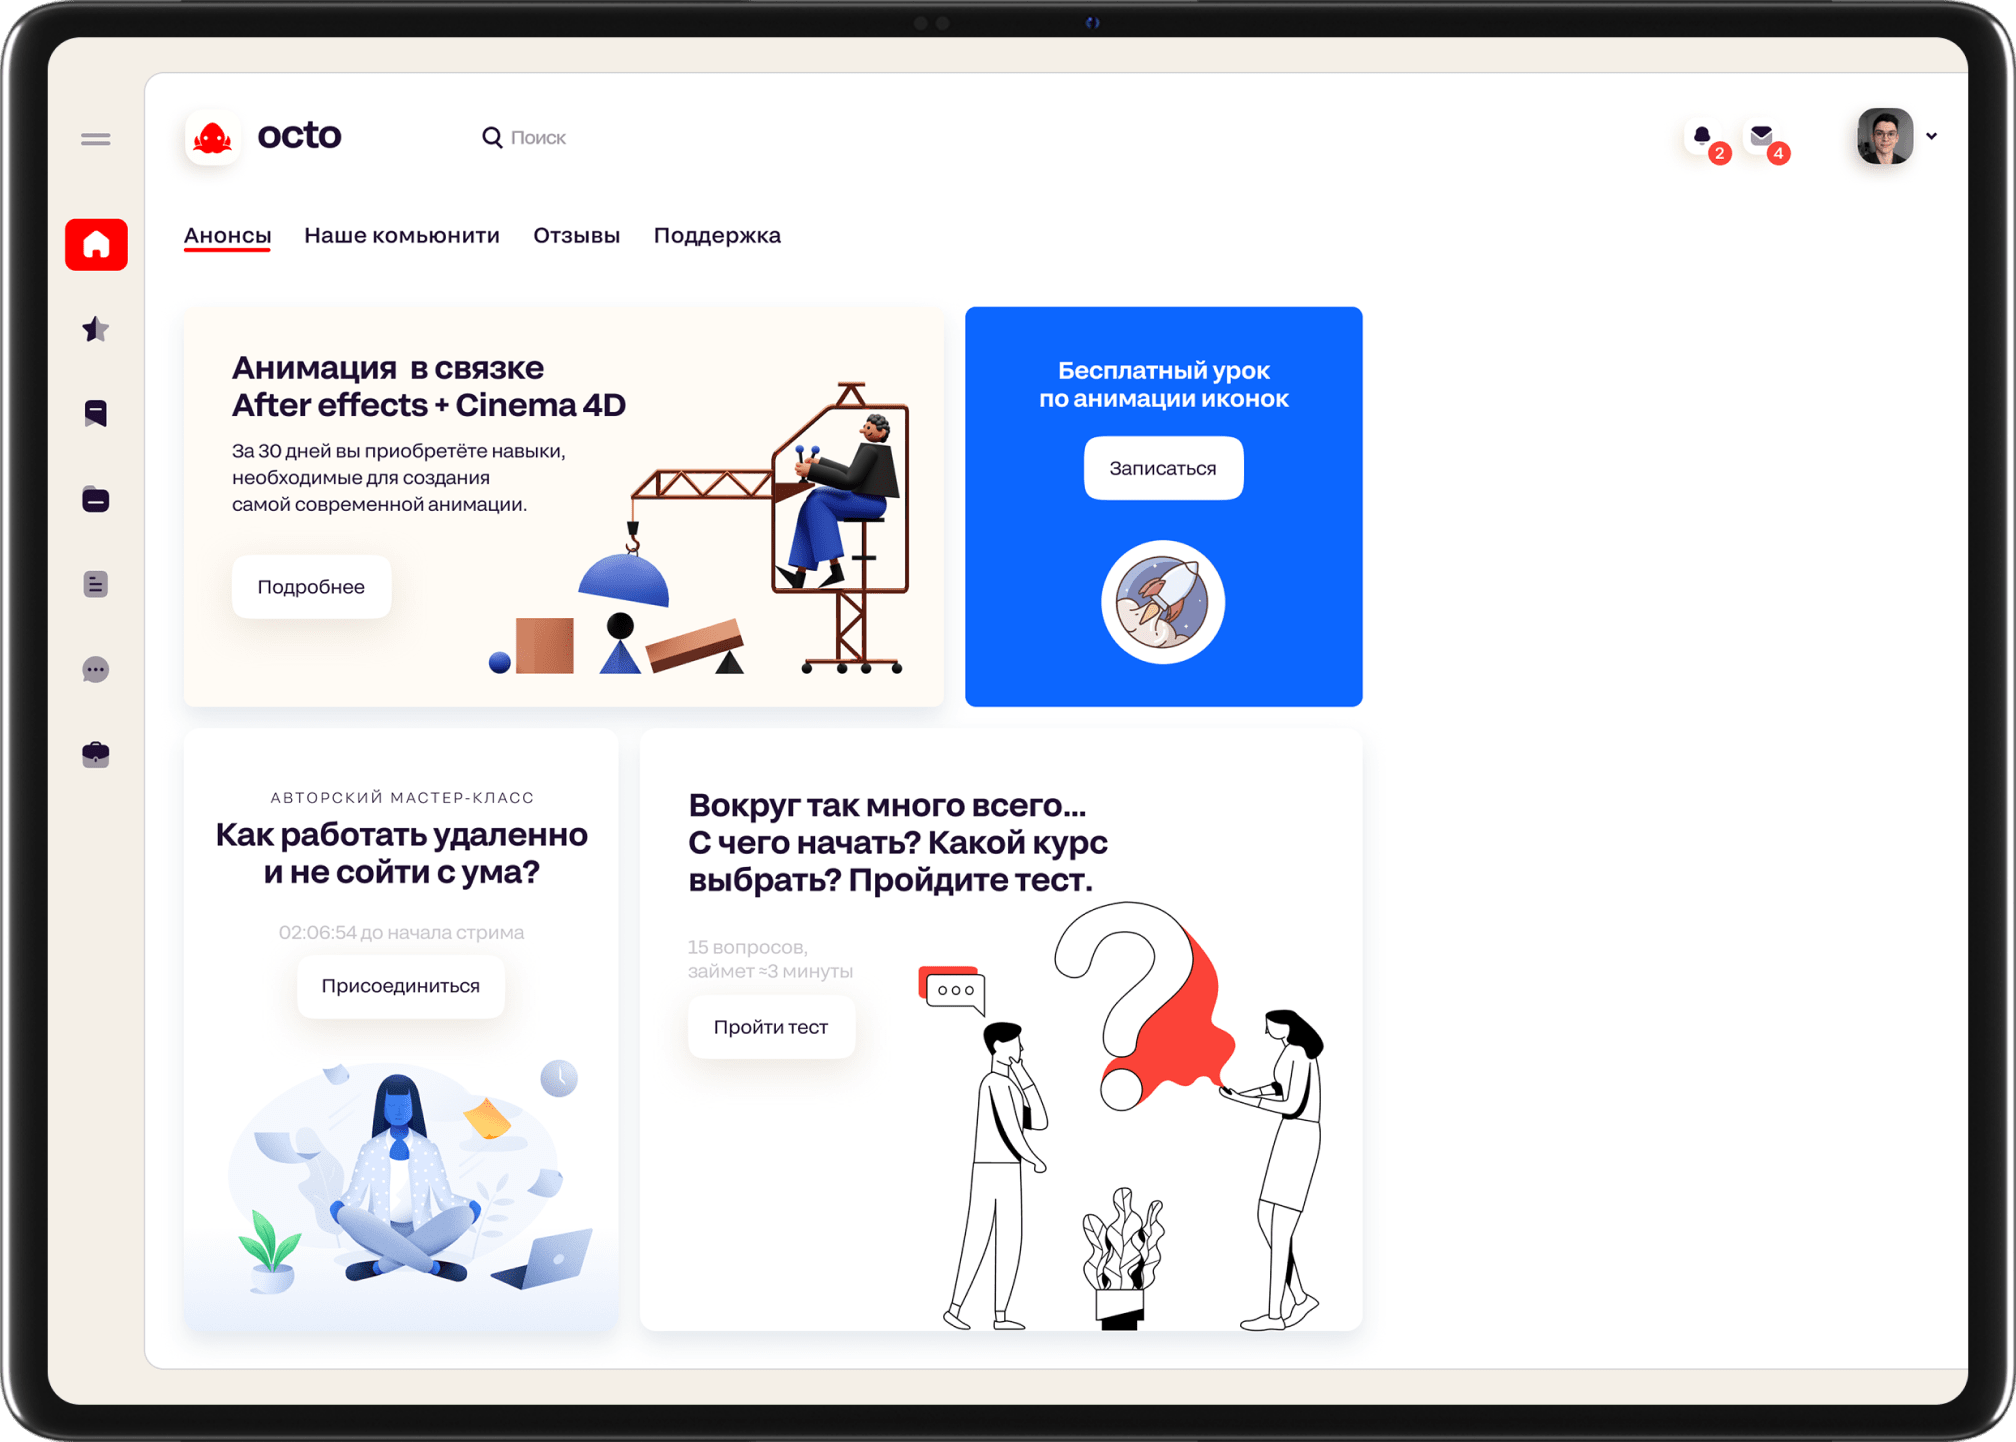 octo
Поиск
2
4
Анонсы
Наше комьюнити
Отзывы
Поддержка
Анимация в связке
After effects + Cinema 4D
За 30 дней вы приобретёте навыки,
необходимые для создания
самой современной анимации.
Подробнее
Бесплатный урок
по анимации иконок
Записаться
АВТОРСКИЙ МАСТЕР-КЛАСС
Как работать удаленно
и не сойти с ума?
02:06:54 до начала стрима
Присоединиться
Вокруг так много всего...
С чего начать? Какой курс
выбрать? Пройдите тест.
15 вопросов,
займет ≈3 минуты
Пройти тест